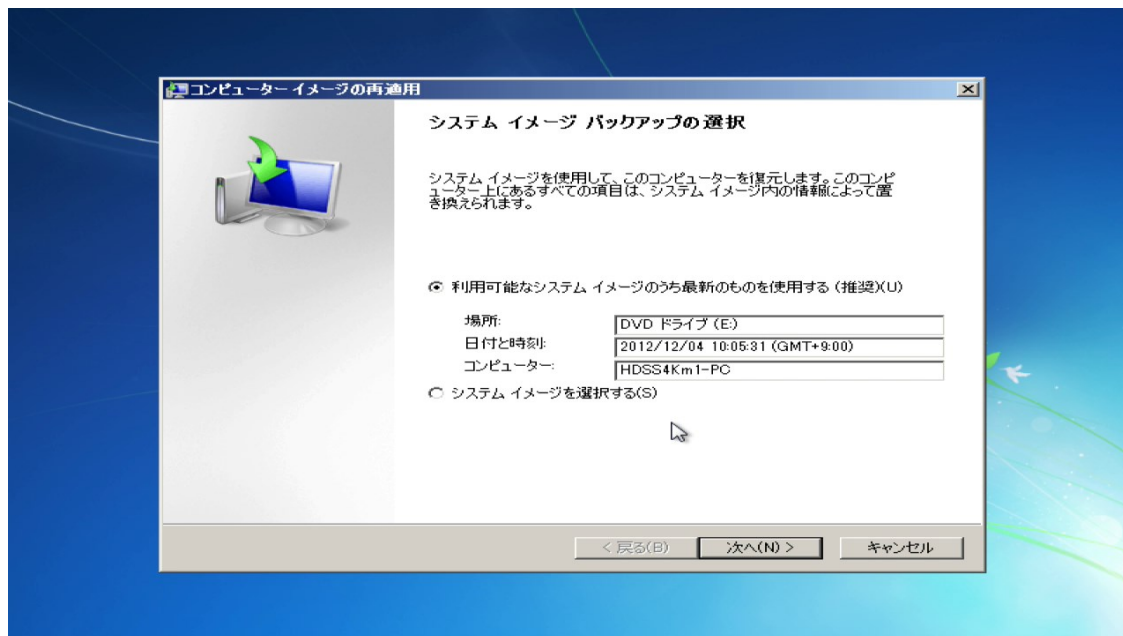 コンピューター イメージの再適用
システム イメージ バックアップの選択
システム イメージを使用して、このコンピューターを復元します。このコンピ
ューター上にあるすべての項目は、システム イメージ内の情報によって置
き換えられます。
利用可能なシステム イメージのうち最新のものを使用する (推奨)(U)
場所: DVD ドライブ (E:)
日付と時刻: 2012/12/04 10:05:31 (GMT+9:00)
コンピューター: HDSS4Km1-PC
システム イメージを選択する(S)
< 戻る(B) 次へ(N) > キャンセル